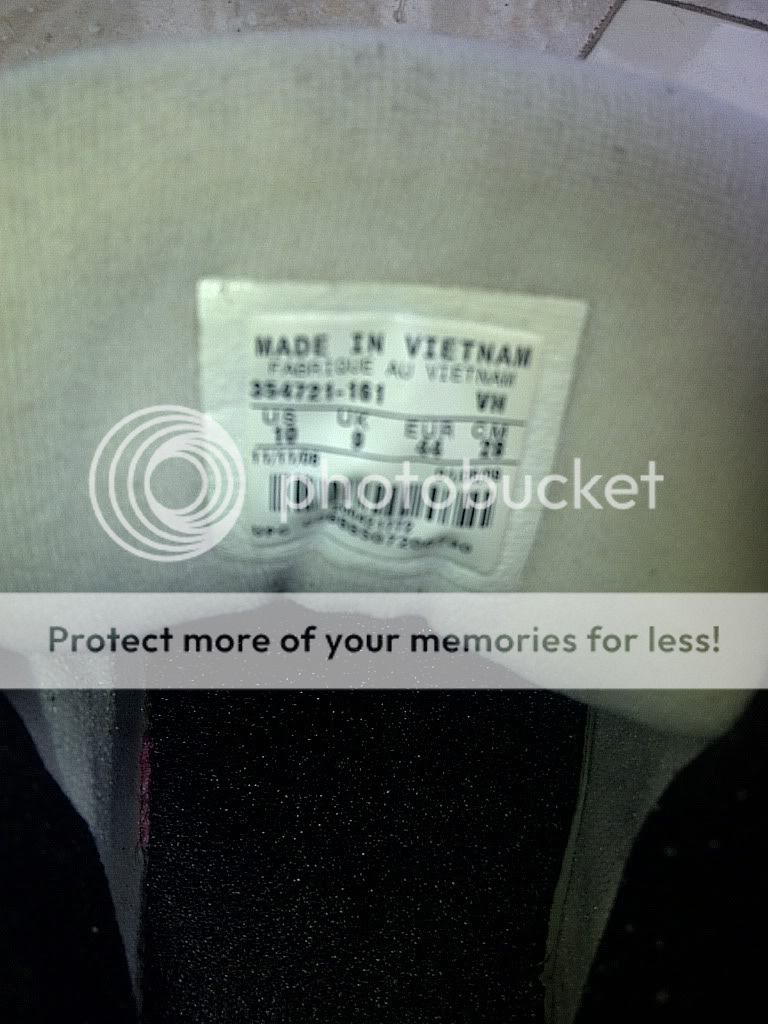 MADE IN VIETNAM
FABRIQUE AU VIETNAM
354721-161 VH
US UK EUR CM
10 9 44 28
photobucket
Protect more of your memories for less!